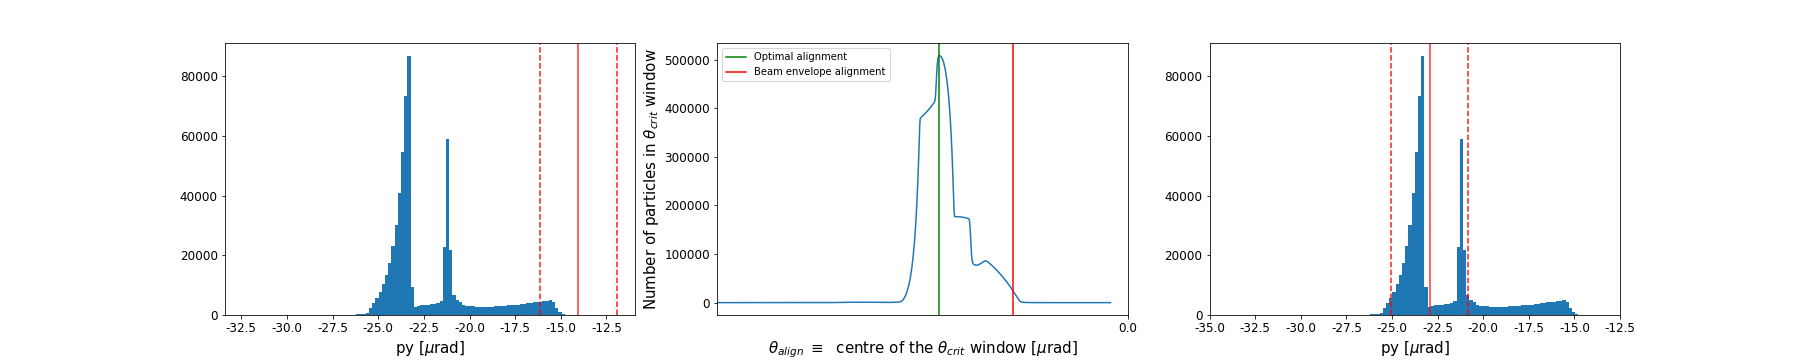 80000
60000
40000
20000
0
-32.5 -30.0 -27.5 -25.0 -22.5 -20.0 -17.5 -15.0 -12.5
py [μrad]
Number of particles in θcrit window
500000
400000
300000
200000
100000
0
Optimal alignment
Beam envelope alignment
0.0
θalign ≡ centre of the θcrit window [μrad]
80000
60000
40000
20000
0
-35.0 -32.5 -30.0 -27.5 -25.0 -22.5 -20.0 -17.5 -15.0 -12.5
py [μrad]